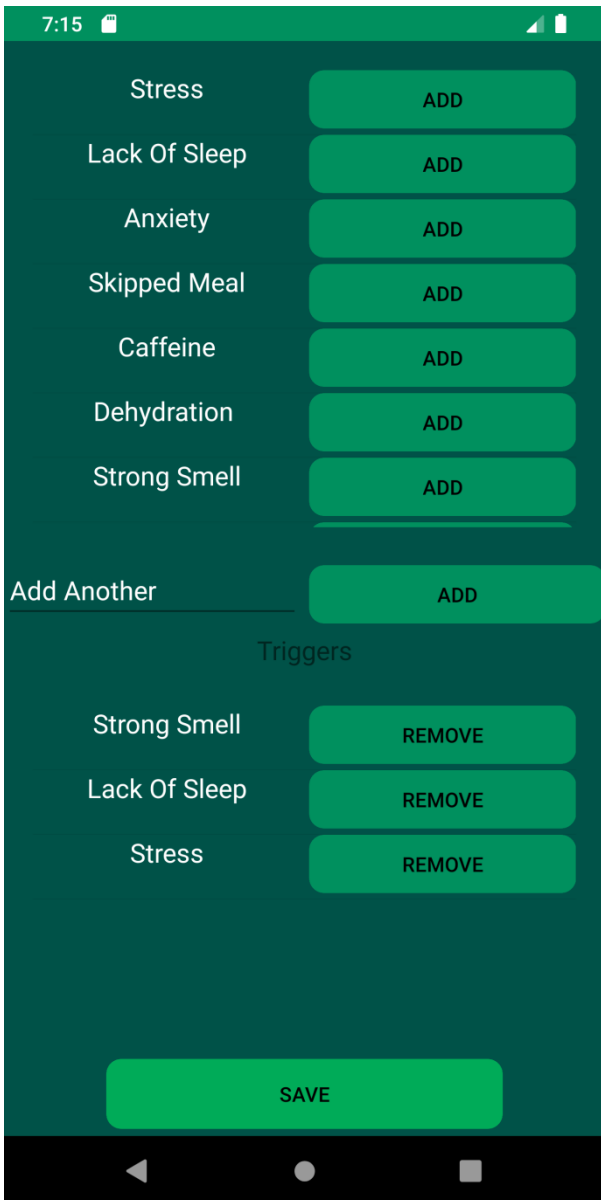 7:15
Stress ADD
Lack Of Sleep ADD
Anxiety ADD
Skipped Meal ADD
Caffeine ADD
Dehydration ADD
Strong Smell ADD
Add Another ADD
Triggers
Strong Smell REMOVE
Lack Of Sleep REMOVE
Stress REMOVE
SAVE